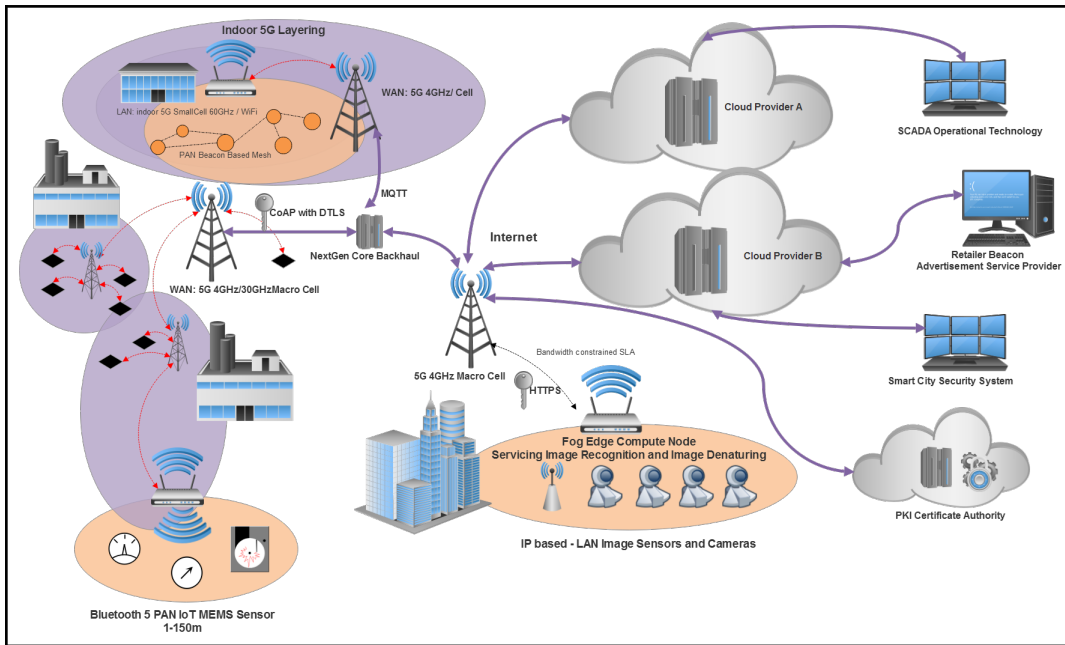 Indoor 5G Layering
LAN: indoor 5G SmallCell 60GHz / WiFi
WAN: 5G 4GHz/ Cell
PAN Beacon Based Mesh
MQTT
CoAP with DTLS
NextGen Core Backhaul
WAN: 5G 4GHz/30GHzMacro Cell
Internet
Cloud Provider A
SCADA Operational Technology
Cloud Provider B
Retailer Beacon
Advertisement Service Provider
5G 4GHz Macro Cell
Bandwidth constrained SLA
HTTPS
Smart City Security System
Fog Edge Compute Node
Servicing Image Recognition and Image Denaturing
PKI Certificate Authority
IP based - LAN Image Sensors and Cameras
Bluetooth 5 PAN IoT MEMS Sensor
1-150m